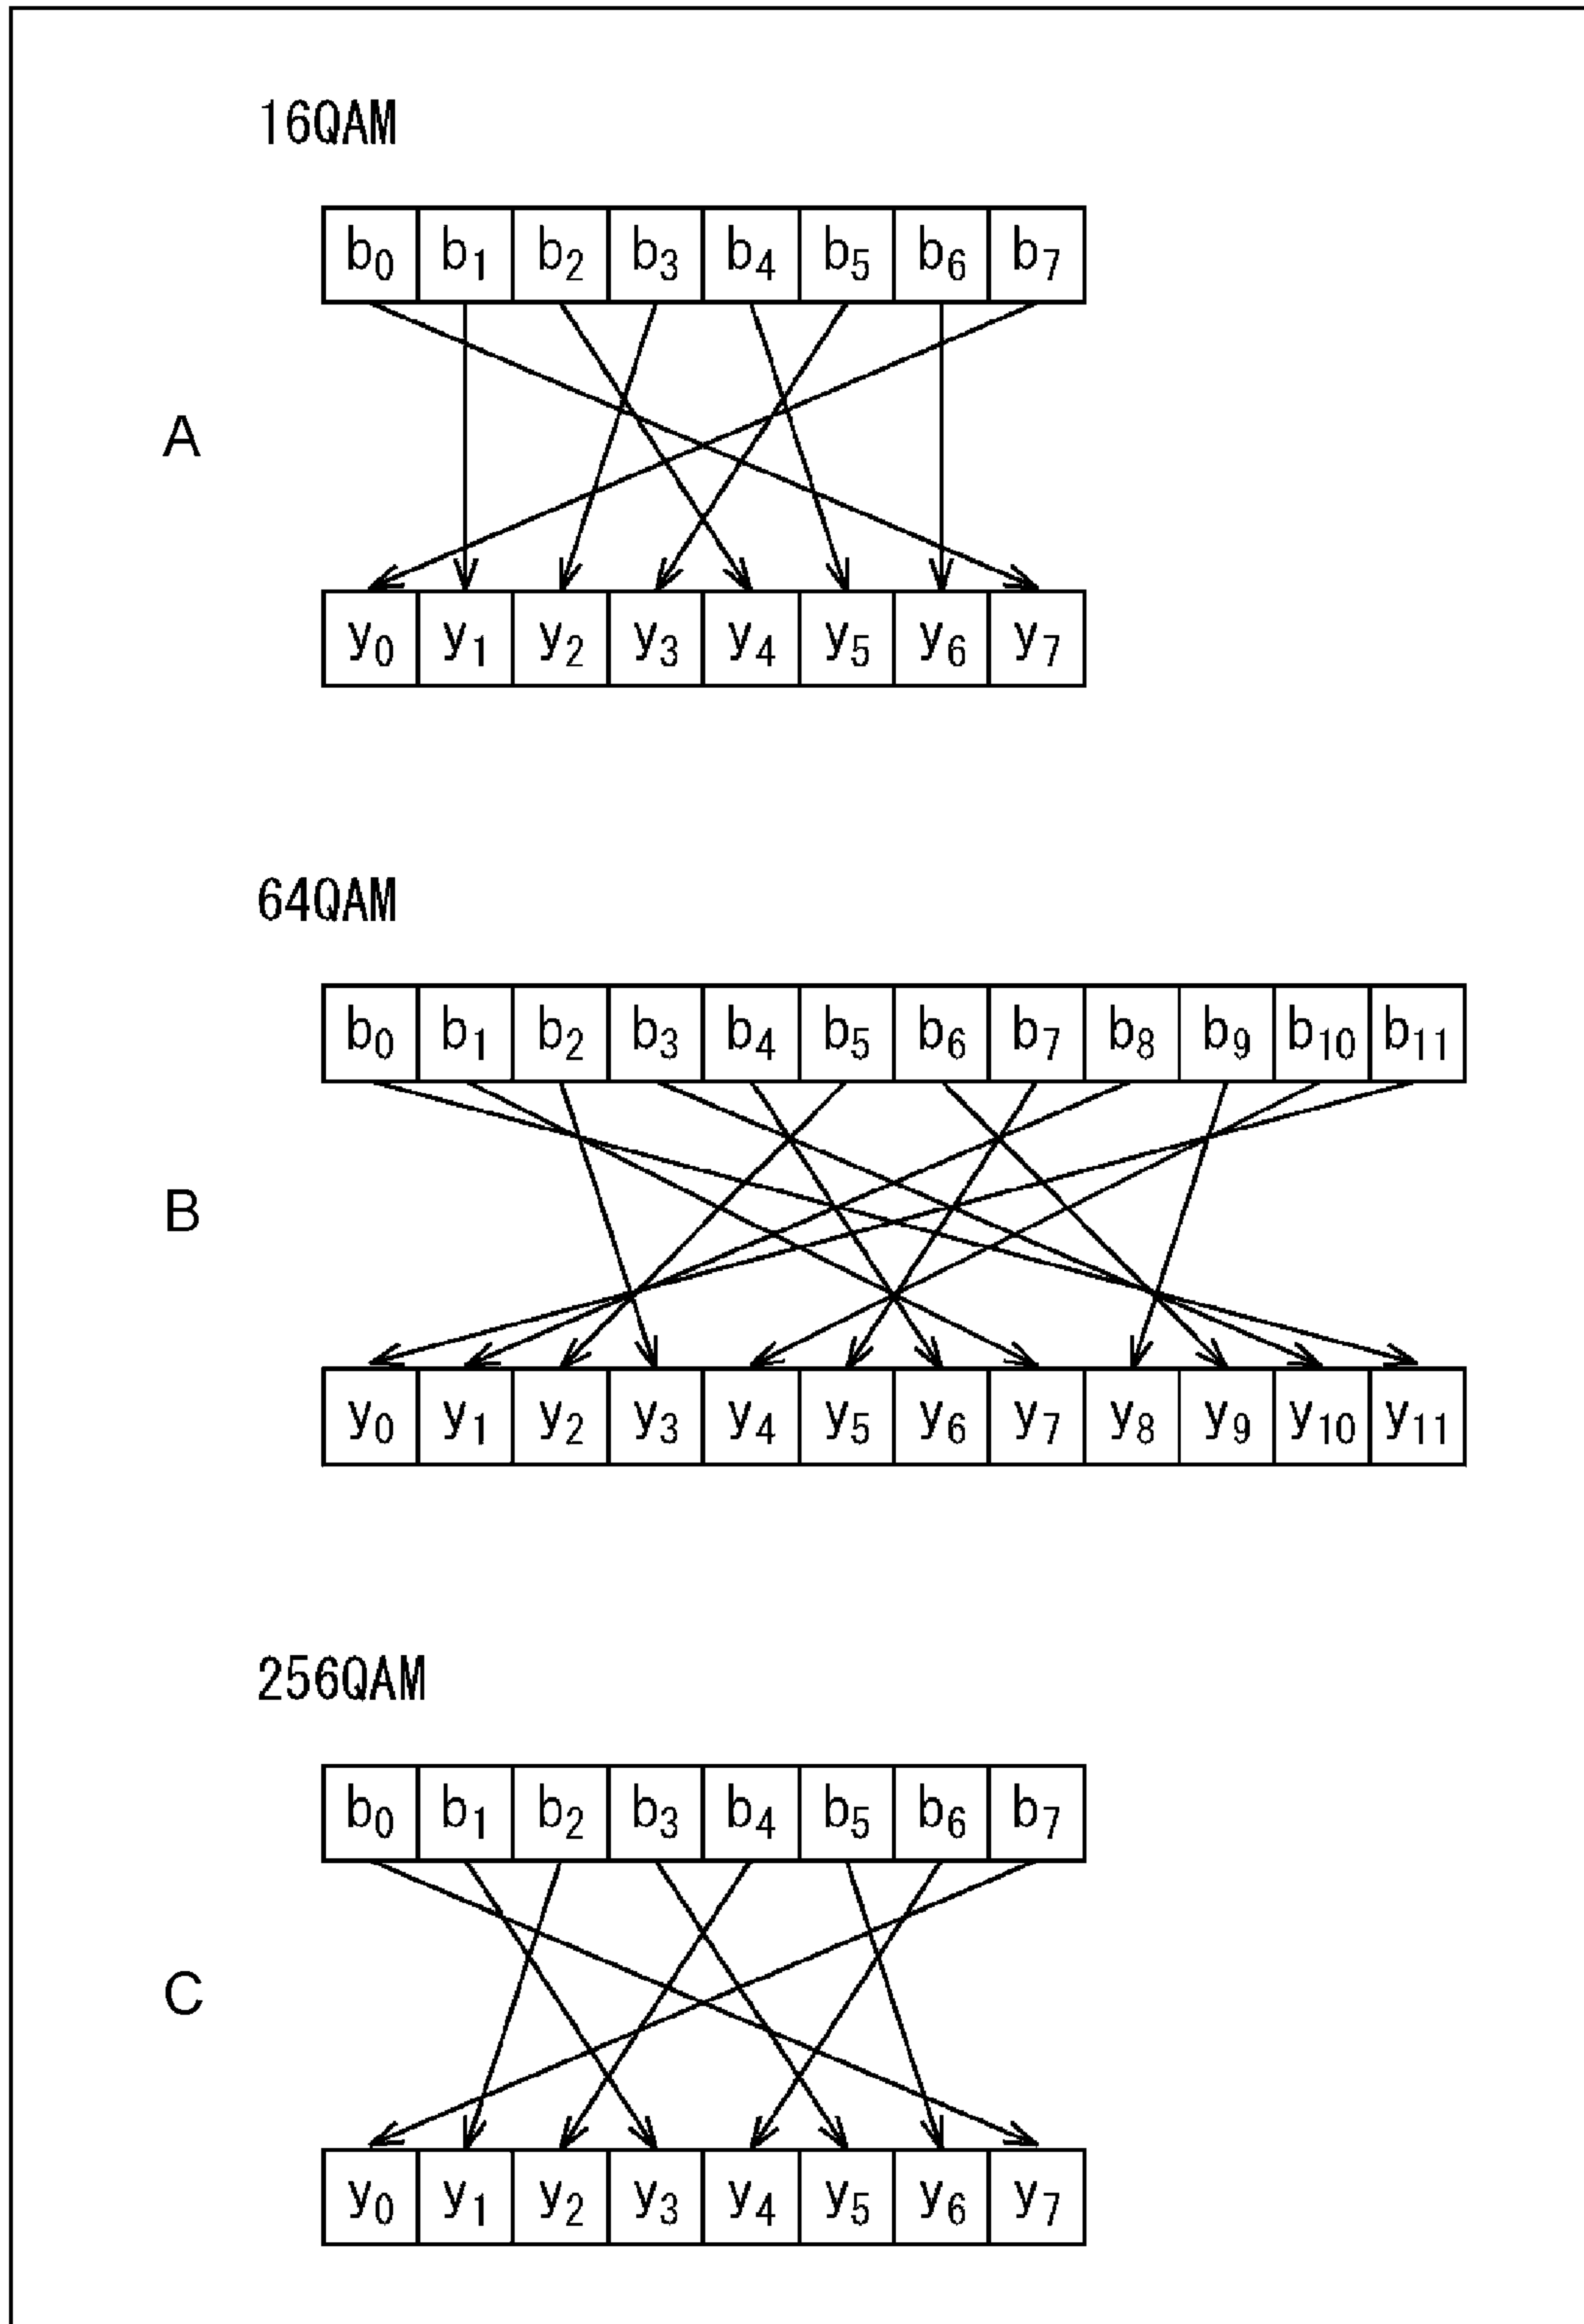 16QAM
b0 b1 b2 b3 b4 b5 b6 b7
A
y0 y1 y2 y3 y4 y5 y6 y7
64QAM
b0 b1 b2 b3 b4 b5 b6 b7 b8 b9 b10 b11
B
y0 y1 y2 y3 y4 y5 y6 y7 y8 y9 y10 y11
256QAM
b0 b1 b2 b3 b4 b5 b6 b7
C
y0 y1 y2 y3 y4 y5 y6 y7